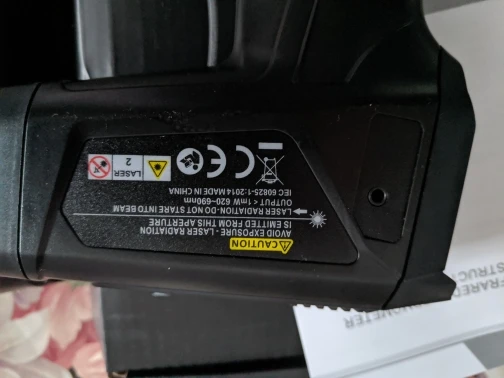 CAUTION
AVOID EXPOSURE - LASER RADIATION
IS EMITTED FROM THIS APERTURE
LASER RADIATION-DO NOT STARE INTO BEAM
OUTPUT < 1mW 620-690nm
IEC 60825-1:2014 MADE IN CHINA
CE
LASER
2